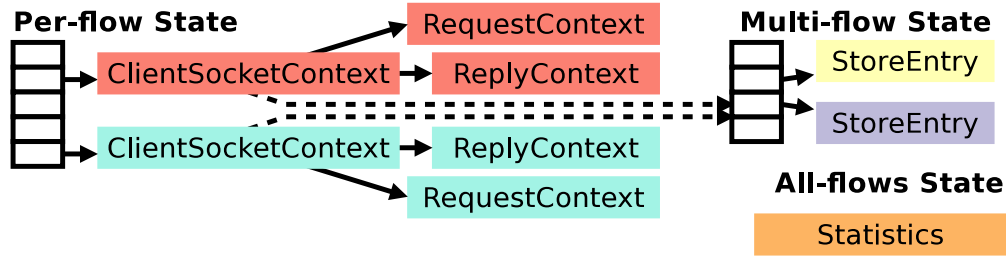 Per-flow State
RequestContext
Multi-flow State
ClientSocketContext
ReplyContext
StoreEntry
StoreEntry
ClientSocketContext
ReplyContext
RequestContext
All-flows State
Statistics